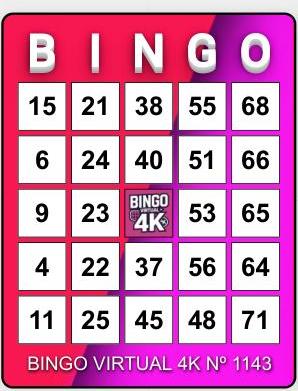 B I N G O
15 21 38 55 68
6 24 40 51 66
9 23 BINGO VIRTUAL 4K 53 65
4 22 37 56 64
11 25 45 48 71
BINGO VIRTUAL 4K Nº 1143